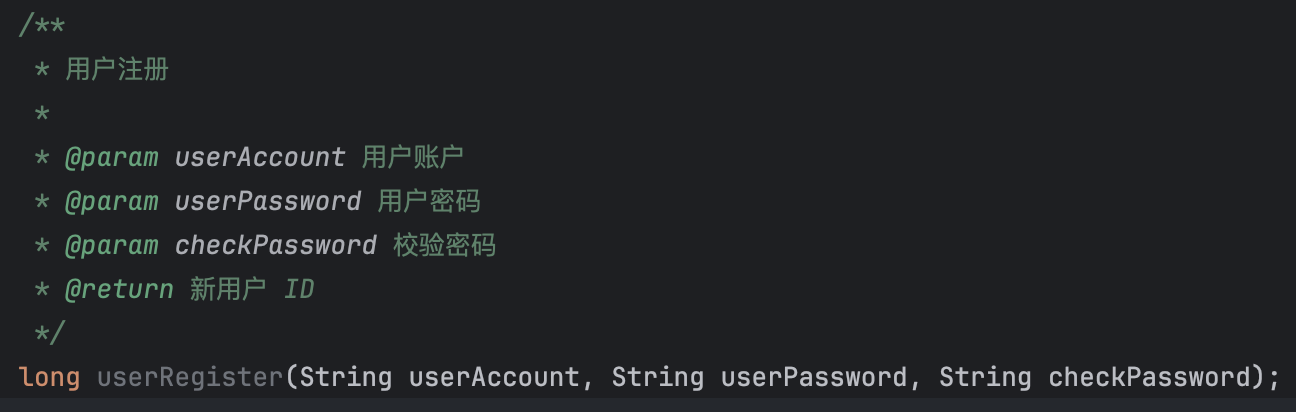 /**
 * 用户注册
 *
 * @param userAccount 用户账户
 * @param userPassword 用户密码
 * @param checkPassword 校验密码
 * @return 新用户 ID
 */
long userRegister(String userAccount, String userPassword, String checkPassword);